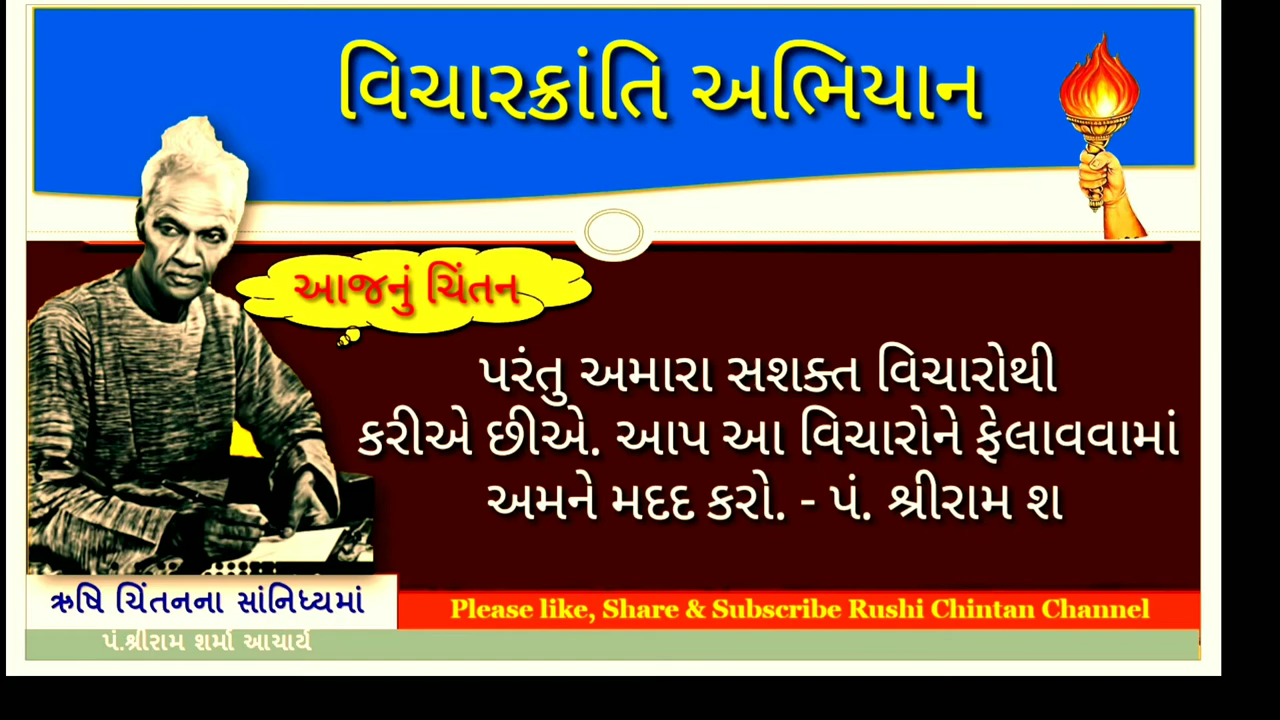 વિચારક્રાંતિ અભિયાન
આજનું ચિંતન
પરંતુ અમારા સશક્ત વિચારોથી
કરીએ છીએ. આપ આ વિચારોને ફેલાવવામાં
અમને મદદ કરો. - પં. શ્રીરામ શ
ઋષિ ચિંતનના સાંનિધ્યમાં
Please like, Share & Subscribe Rushi Chintan Channel
પં.શ્રીરામ શર્મા આચાર્ય